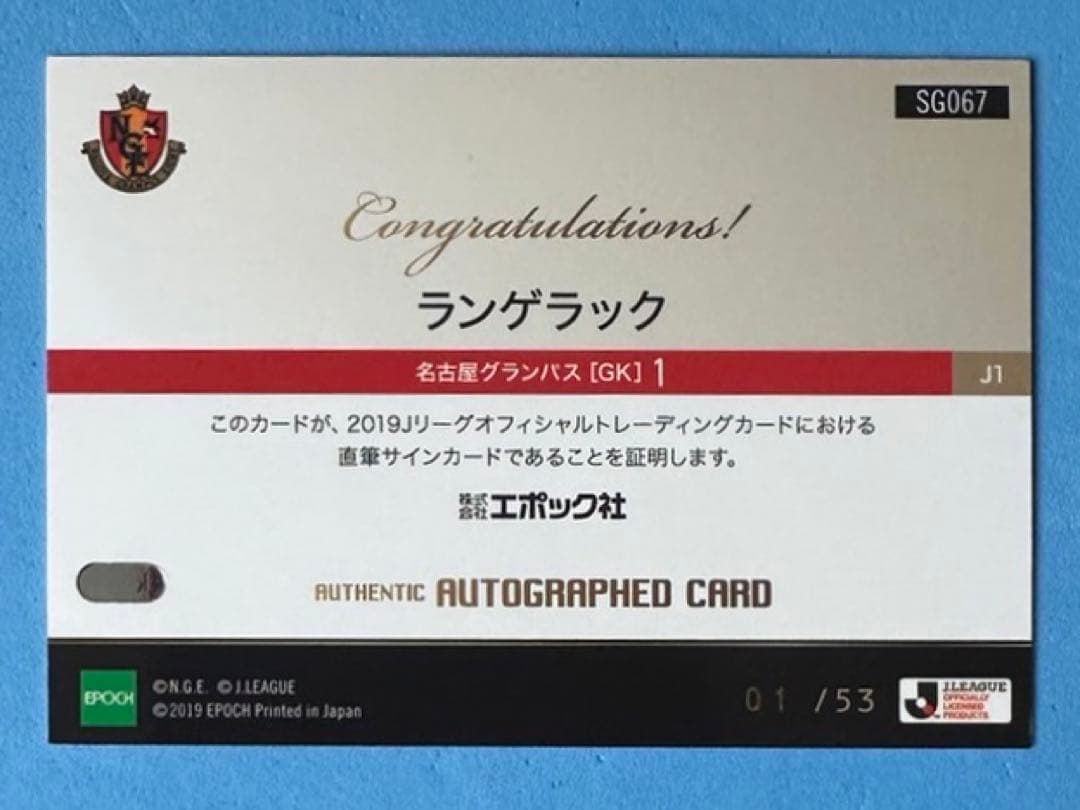 NGE
SG067
Congratulations!
ランゲラック
名古屋グランパス [GK] 1
J1
このカードが、2019Jリーグオフィシャルトレーディングカードにおける
直筆サインカードであることを証明します。
株式会社エポック社
AUTHENTIC AUTOGRAPHED CARD
EPOCH
©N.G.E. ©J.LEAGUE
©2019 EPOCH Printed in Japan
01 /53
J.LEAGUE
OFFICIALLY
LICENSED
PRODUCTS